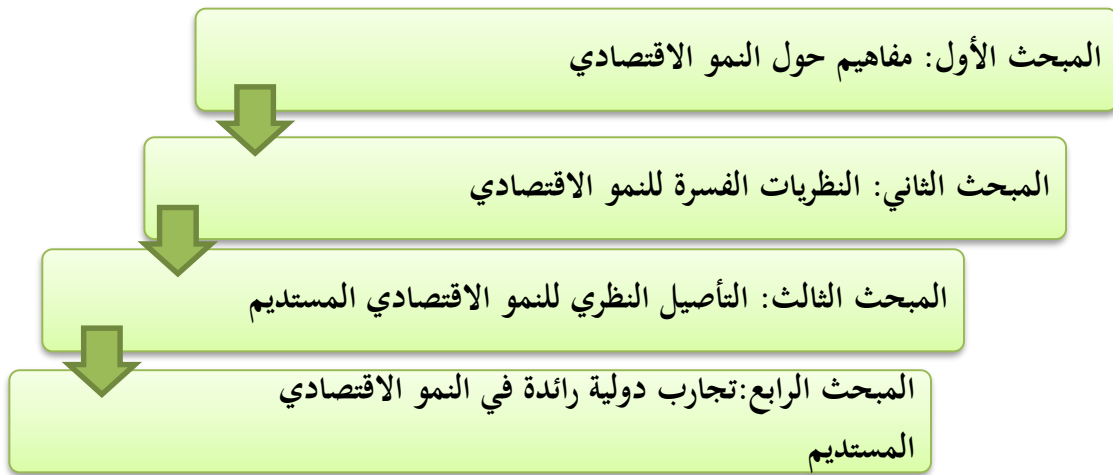 المبحث الأول: مفاهيم حول النمو الاقتصادي
المبحث الثاني: النظريات الفسرة للنمو الاقتصادي
المبحث الثالث: التأصيل النظري للنمو الاقتصادي المستديم
المبحث الرابع:تجارب دولية رائدة في النمو الاقتصادي
المستديم